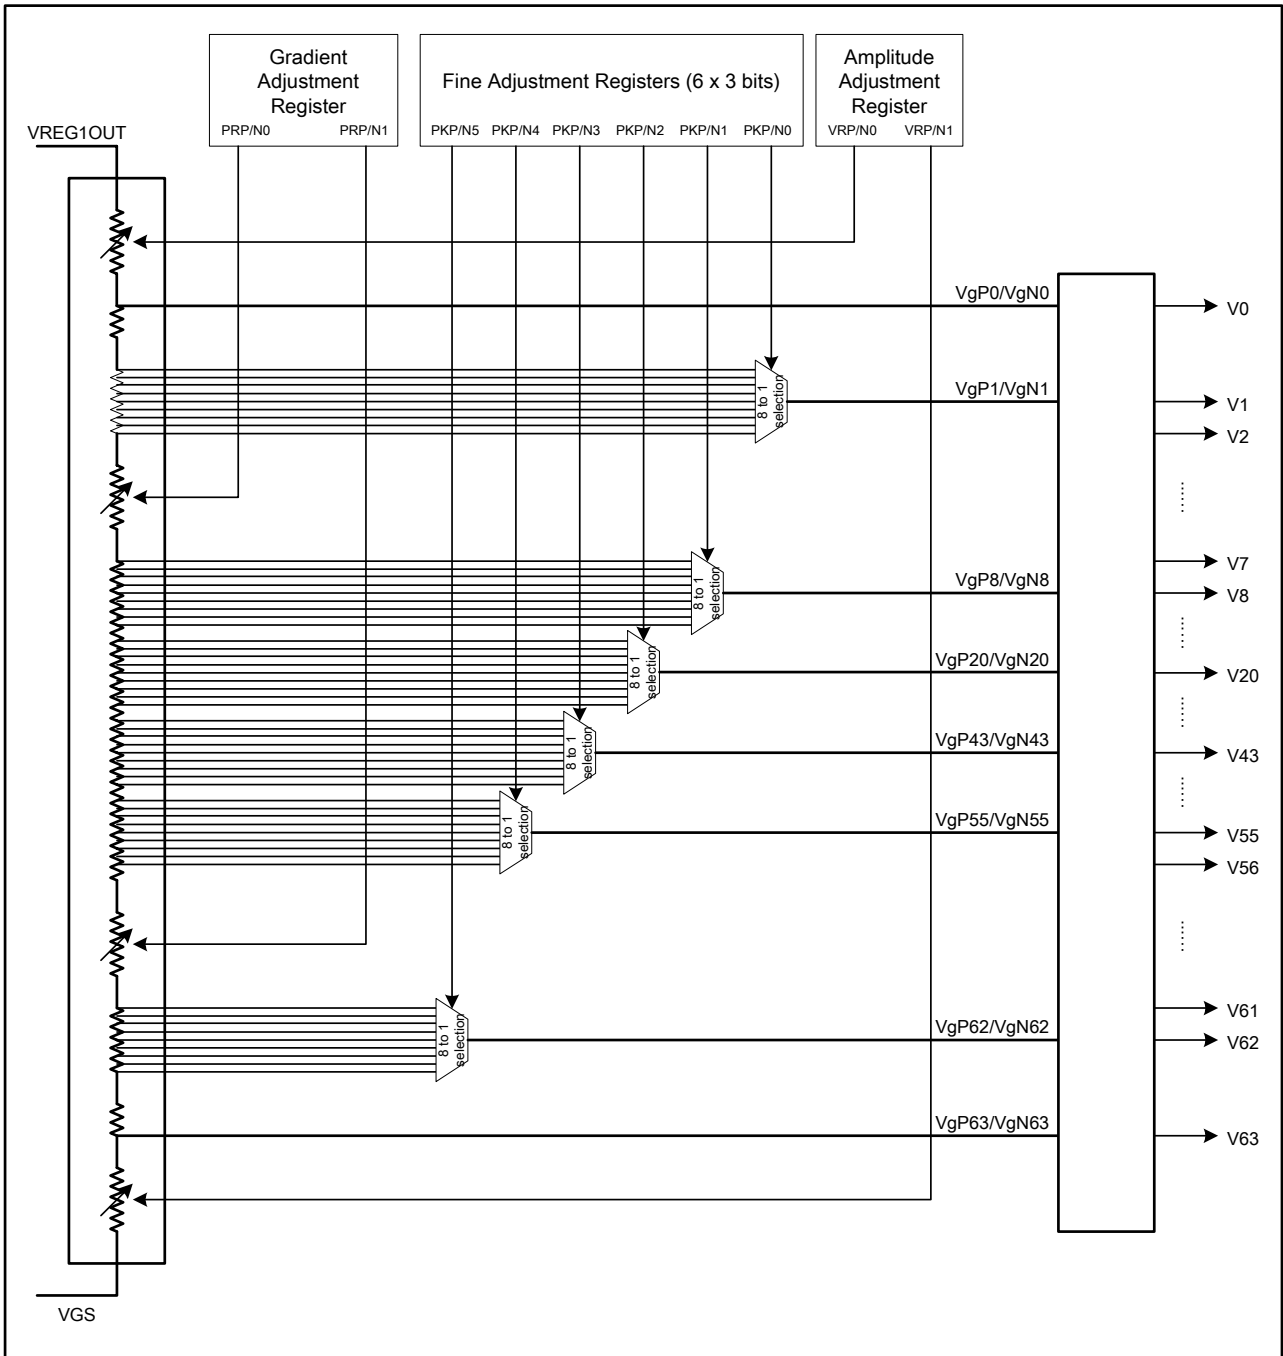 Gradient
Adjustment
Register
PRP/N0 PRP/N1
Fine Adjustment Registers (6 x 3 bits)
PKP/N5 PKP/N4 PKP/N3 PKP/N2 PKP/N1 PKP/N0
Amplitude
Adjustment
Register
VRP/N0 VRP/N1
VREG1OUT
VgP0/VgN0
V0
8 to 1
selection
VgP1/VgN1
V1
V2
8 to 1
selection
VgP8/VgN8
V7
V8
8 to 1
selection
VgP20/VgN20
V20
8 to 1
selection
VgP43/VgN43
V43
8 to 1
selection
VgP55/VgN55
V55
V56
8 to 1
selection
VgP62/VgN62
V61
V62
VgP63/VgN63
V63
VGS